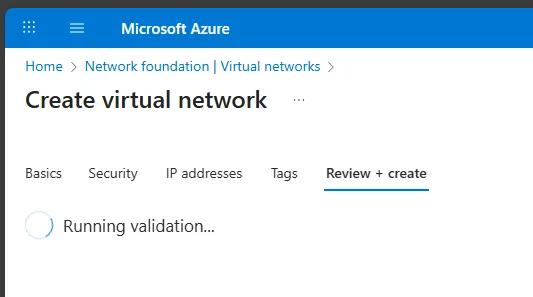 Microsoft Azure
Home > Network foundation | Virtual networks >
Create virtual network ...
Basics Security IP addresses Tags Review + create
Running validation...